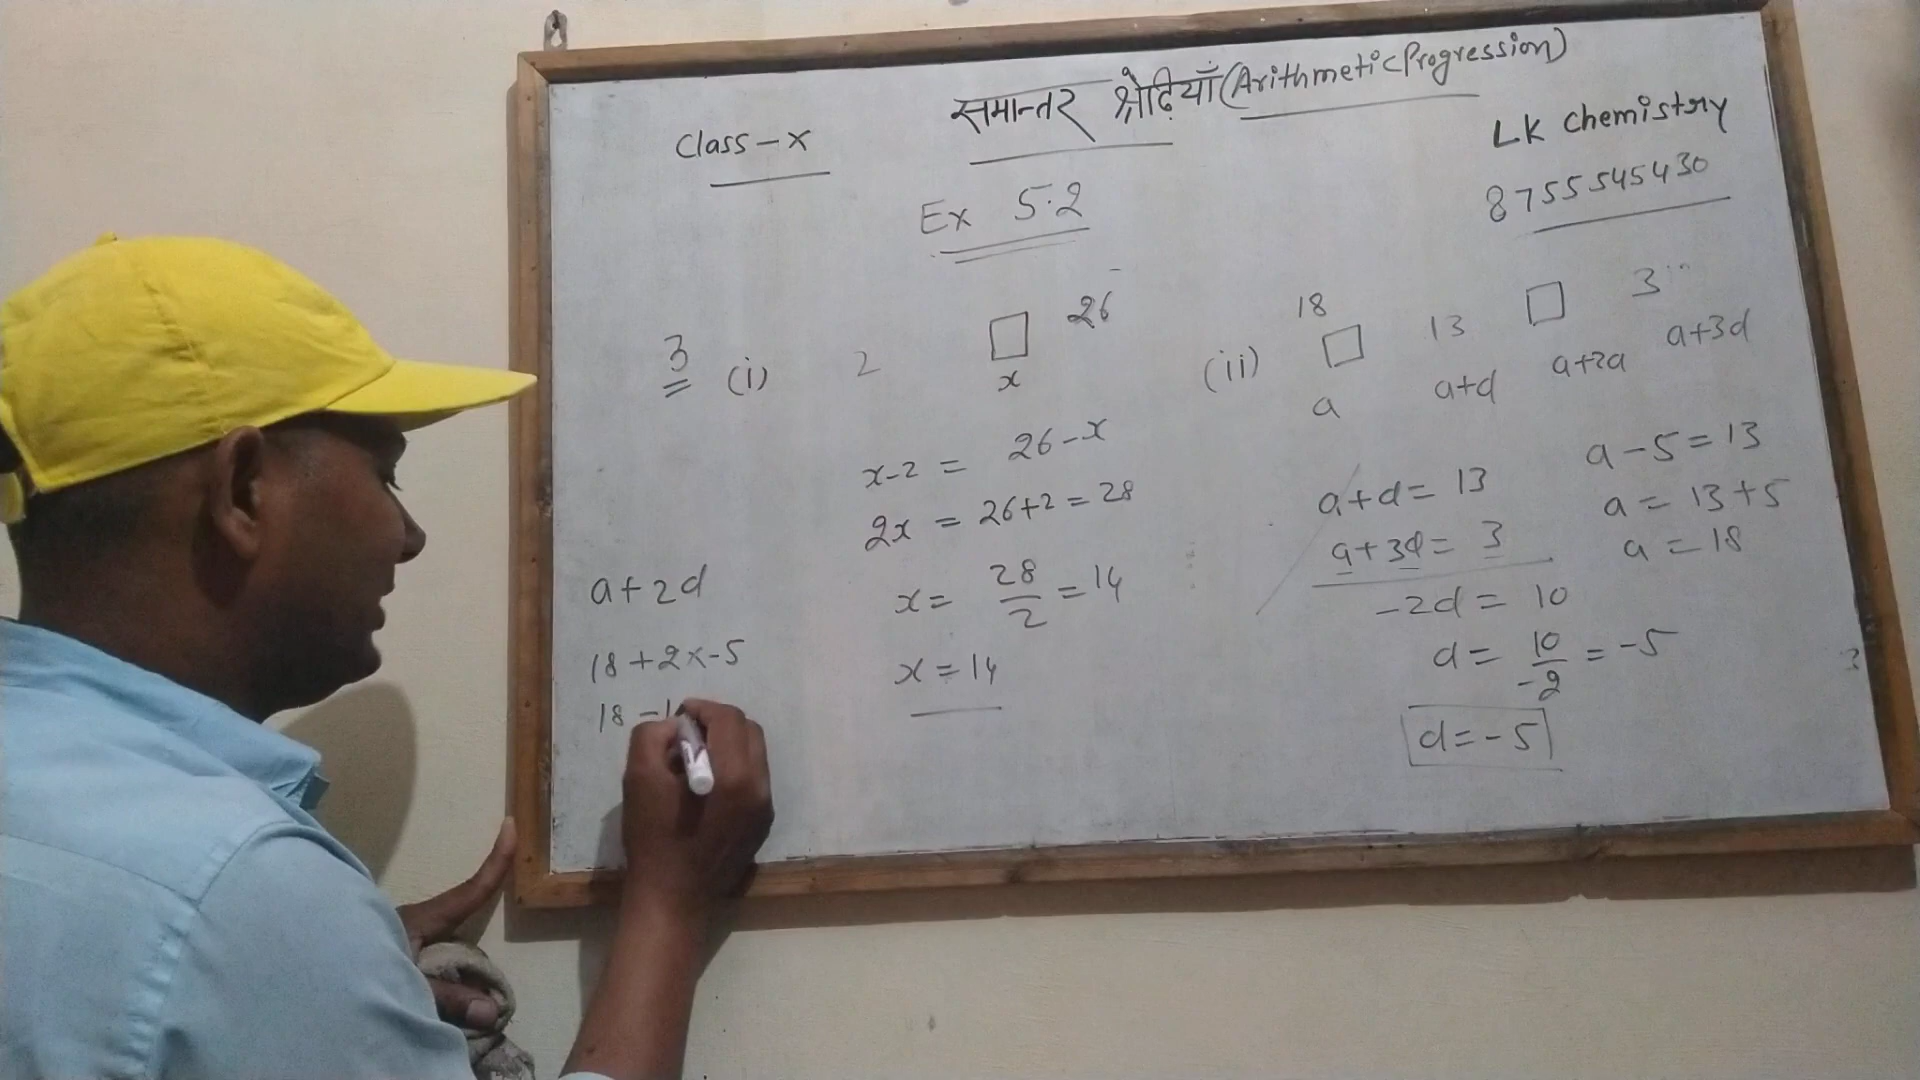 समान्तर श्रेढ़ियाँ (Arithmetic Progression)
Class - X
LK Chemistry
8755545430
Ex 5.2
3 (i) 2 □ 26
x
x-2 = 26-x
2x = 26+2 = 28
x = 28/2 = 14
x = 14
(ii) 18
□ 13 □ 3
a a+d a+2a a+3d
a+d = 13
a+3d = 3
-2d = 10
d = 10/-2 = -5
d = -5
a-5 = 13
a = 13+5
a = 18
a+2d
18+2x-5
18-1